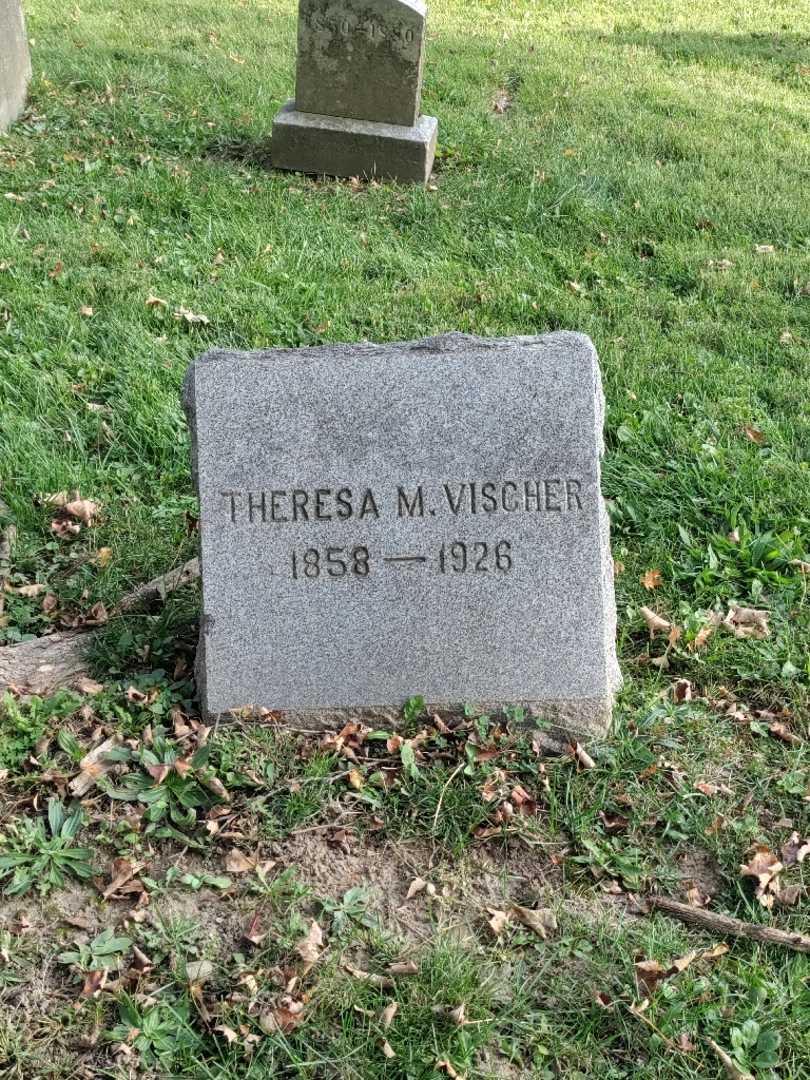 THERESA M. VISCHER
1858 — 1926